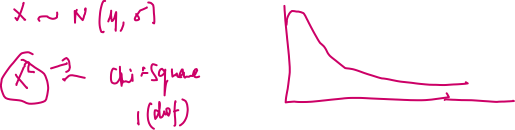 X ~ N(μ, σ)
X² → ~ Chi-Square
1(dof)